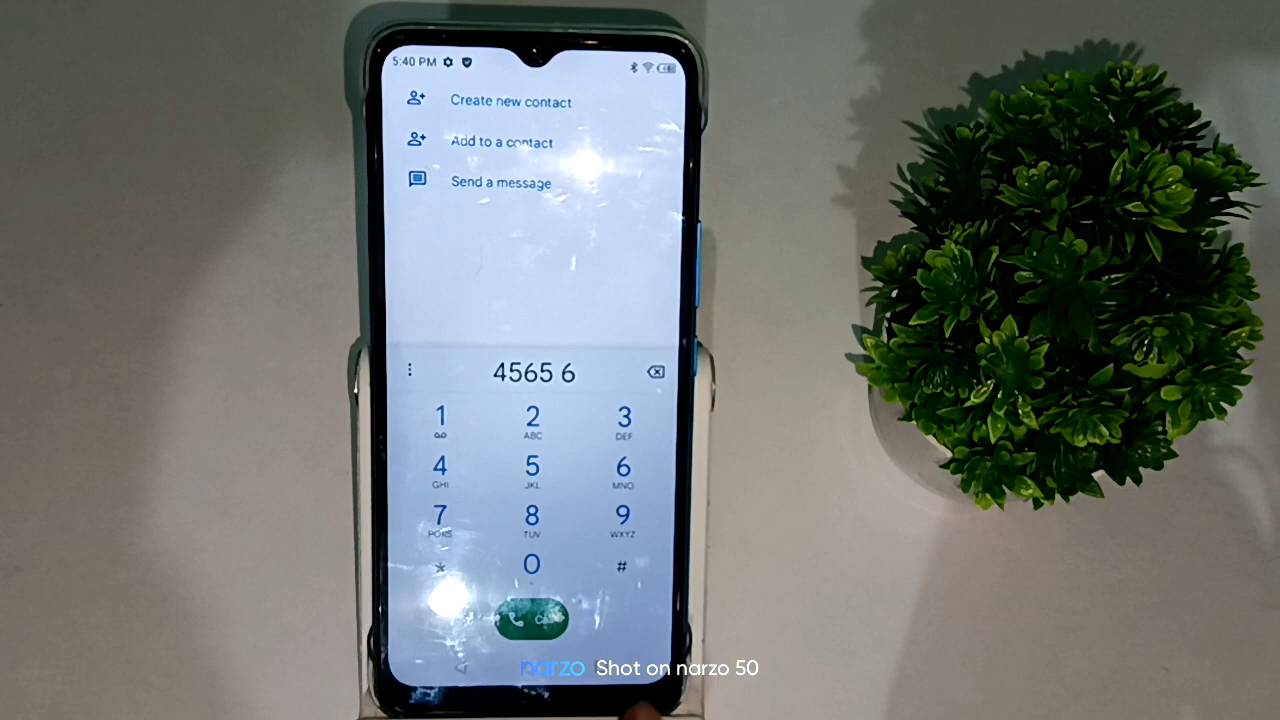 5:40 PM
Create new contact
Add to a contact
Send a message
4565 6
1 2 3
ABC DEF
4 5 6
GHI JKL MNO
7 8 9
PQRS TUV WXYZ
* 0 #
narzo Shot on narzo 50